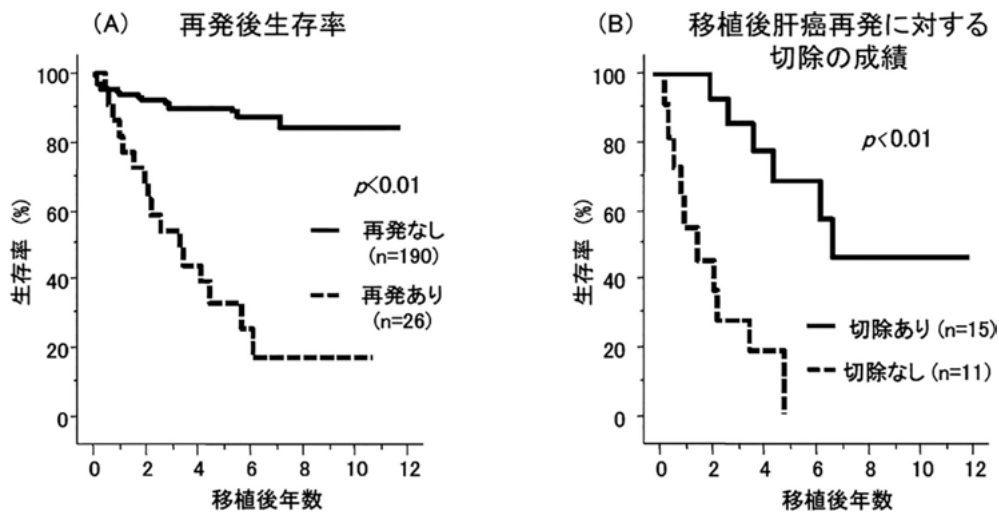 (A) 再発後生存率
100
80
60
40
20
0
生存率 (%)
p<0.01
再発なし
(n=190)
再発あり
(n=26)
0 2 4 6 8 10 12
移植後年数
(B) 移植後肝癌再発に対する
切除の成績
100
80
60
40
20
0
生存率 (%)
p<0.01
切除あり (n=15)
切除なし (n=11)
0 2 4 6 8 10 12
移植後年数